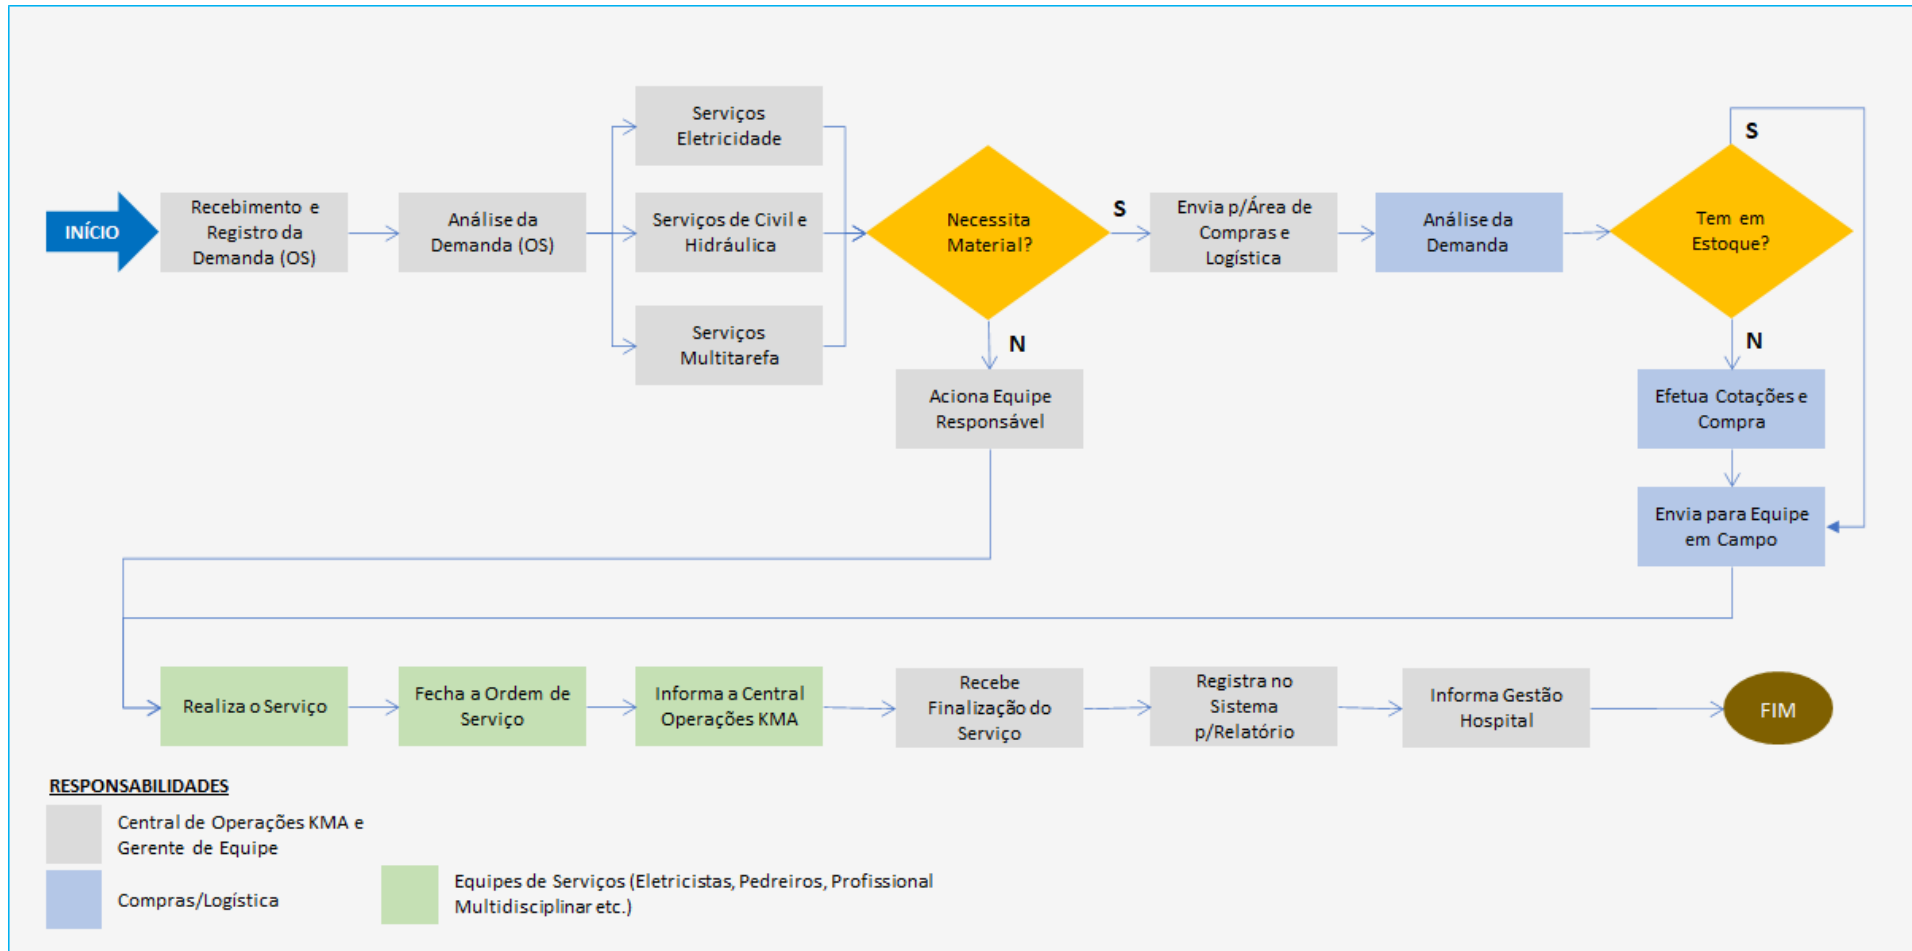 INÍCIO
Recebimento e
Registro da
Demanda (OS)
Análise da
Demanda (OS)
Serviços
Eletricidade
Serviços de Civil e
Hidráulica
Serviços
Multitarefa
Necessita
Material?
S
N
Aciona Equipe
Responsável
Envia p/Área de
Compras e
Logística
Análise da
Demanda
Tem em
Estoque?
S
N
Efetua Cotações e
Compra
Envia para Equipe
em Campo
Realiza o Serviço
Fecha a Ordem de
Serviço
Informa a Central
Operações KMA
Recebe
Finalização do
Serviço
Registra no
Sistema
p/Relatório
Informa Gestão
Hospital
FIM
RESPONSABILIDADES
Central de Operações KMA e
Gerente de Equipe
Compras/Logística
Equipes de Serviços (Eletricistas, Pedreiros, Profissional
Multidisciplinar etc.)